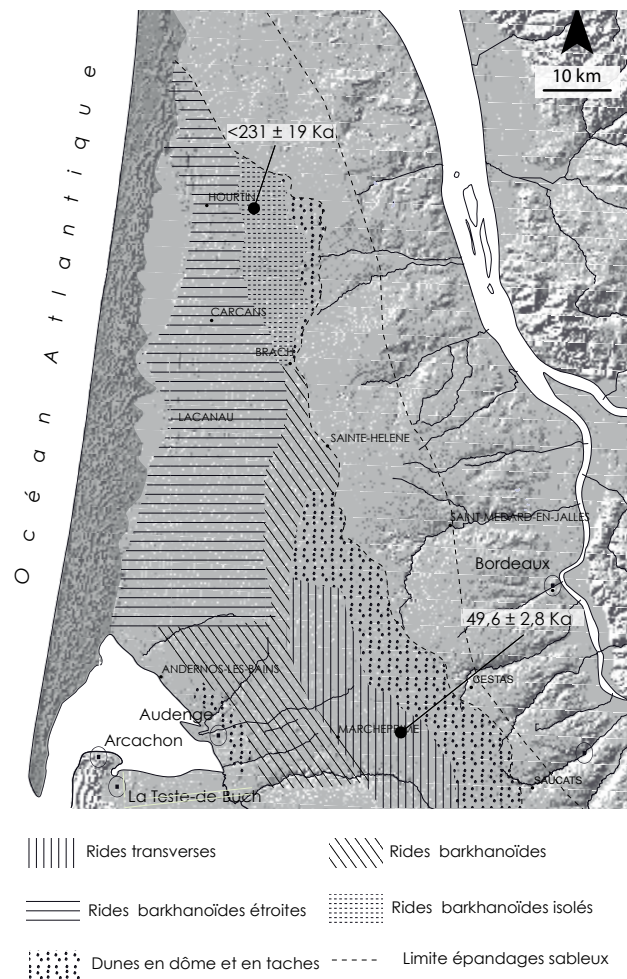 Océan Atlantique
10 km
<231 ± 19 Ka
HOURTIN
CARCANS
BRACH
LACANAU
SAINTE-HELENE
SAINT MEDARD-EN-JALLES
Bordeaux
49,6 ± 2,8 Ka
ANDERNOS-LES-BAINS
CESTAS
Audenge
MARCHEPRIME
Arcachon
SAUCATS
La Teste-de Buch
Rides transverses
Rides barkhanoïdes
Rides barkhanoïdes étroites
Rides barkhanoïdes isolés
Dunes en dôme et en taches
Limite épandages sableux